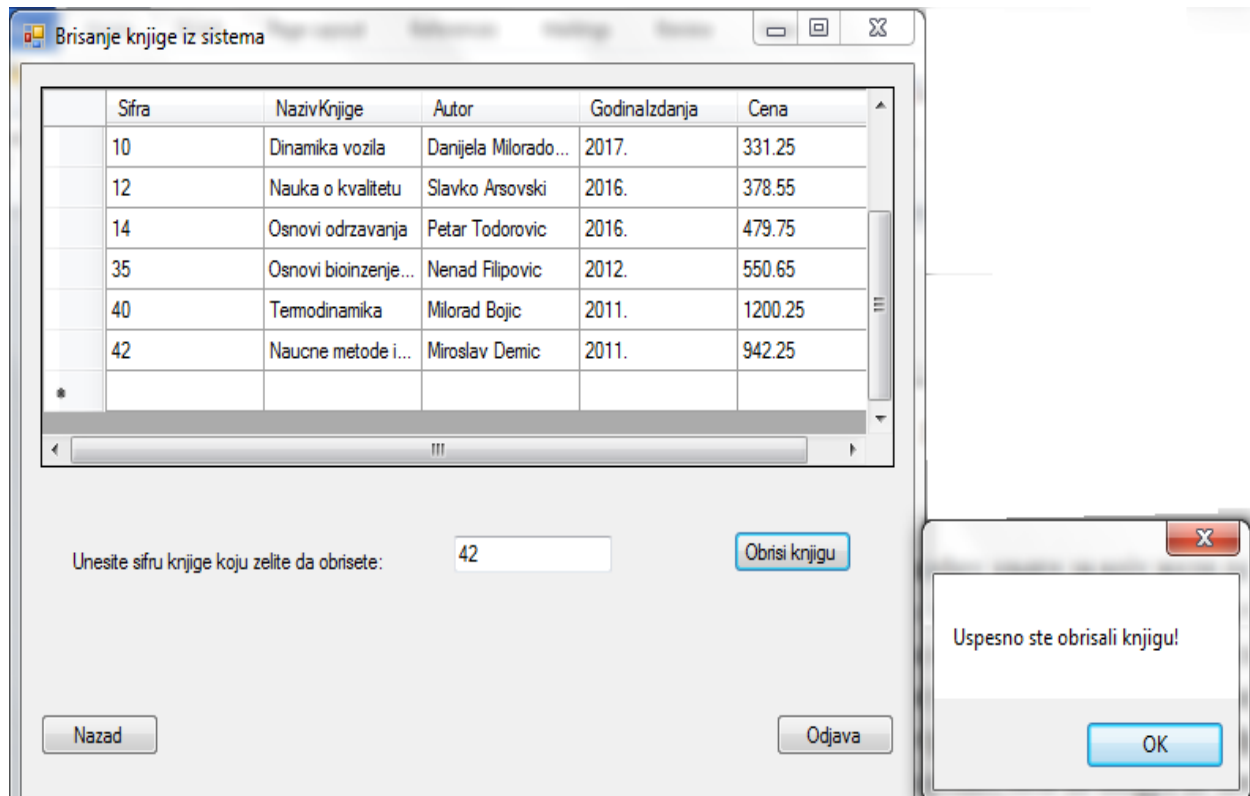 Brisanje knjige iz sistema
Sifra NazivKnjige Autor GodinaIzdanja Cena
10 Dinamika vozila Danijela Milorado... 2017. 331.25
12 Nauka o kvalitetu Slavko Arsovski 2016. 378.55
14 Osnovi odrzavanja Petar Todorovic 2016. 479.75
35 Osnovi bioinzenje... Nenad Filipovic 2012. 550.65
40 Termodinamika Milorad Bojic 2011. 1200.25
42 Naucne metode i... Miroslav Demic 2011. 942.25
*
Unesite sifru knjige koju zelite da obrisete: 42 Obrisi knjigu
Uspesno ste obrisali knjigu!
Nazad Odjava
OK